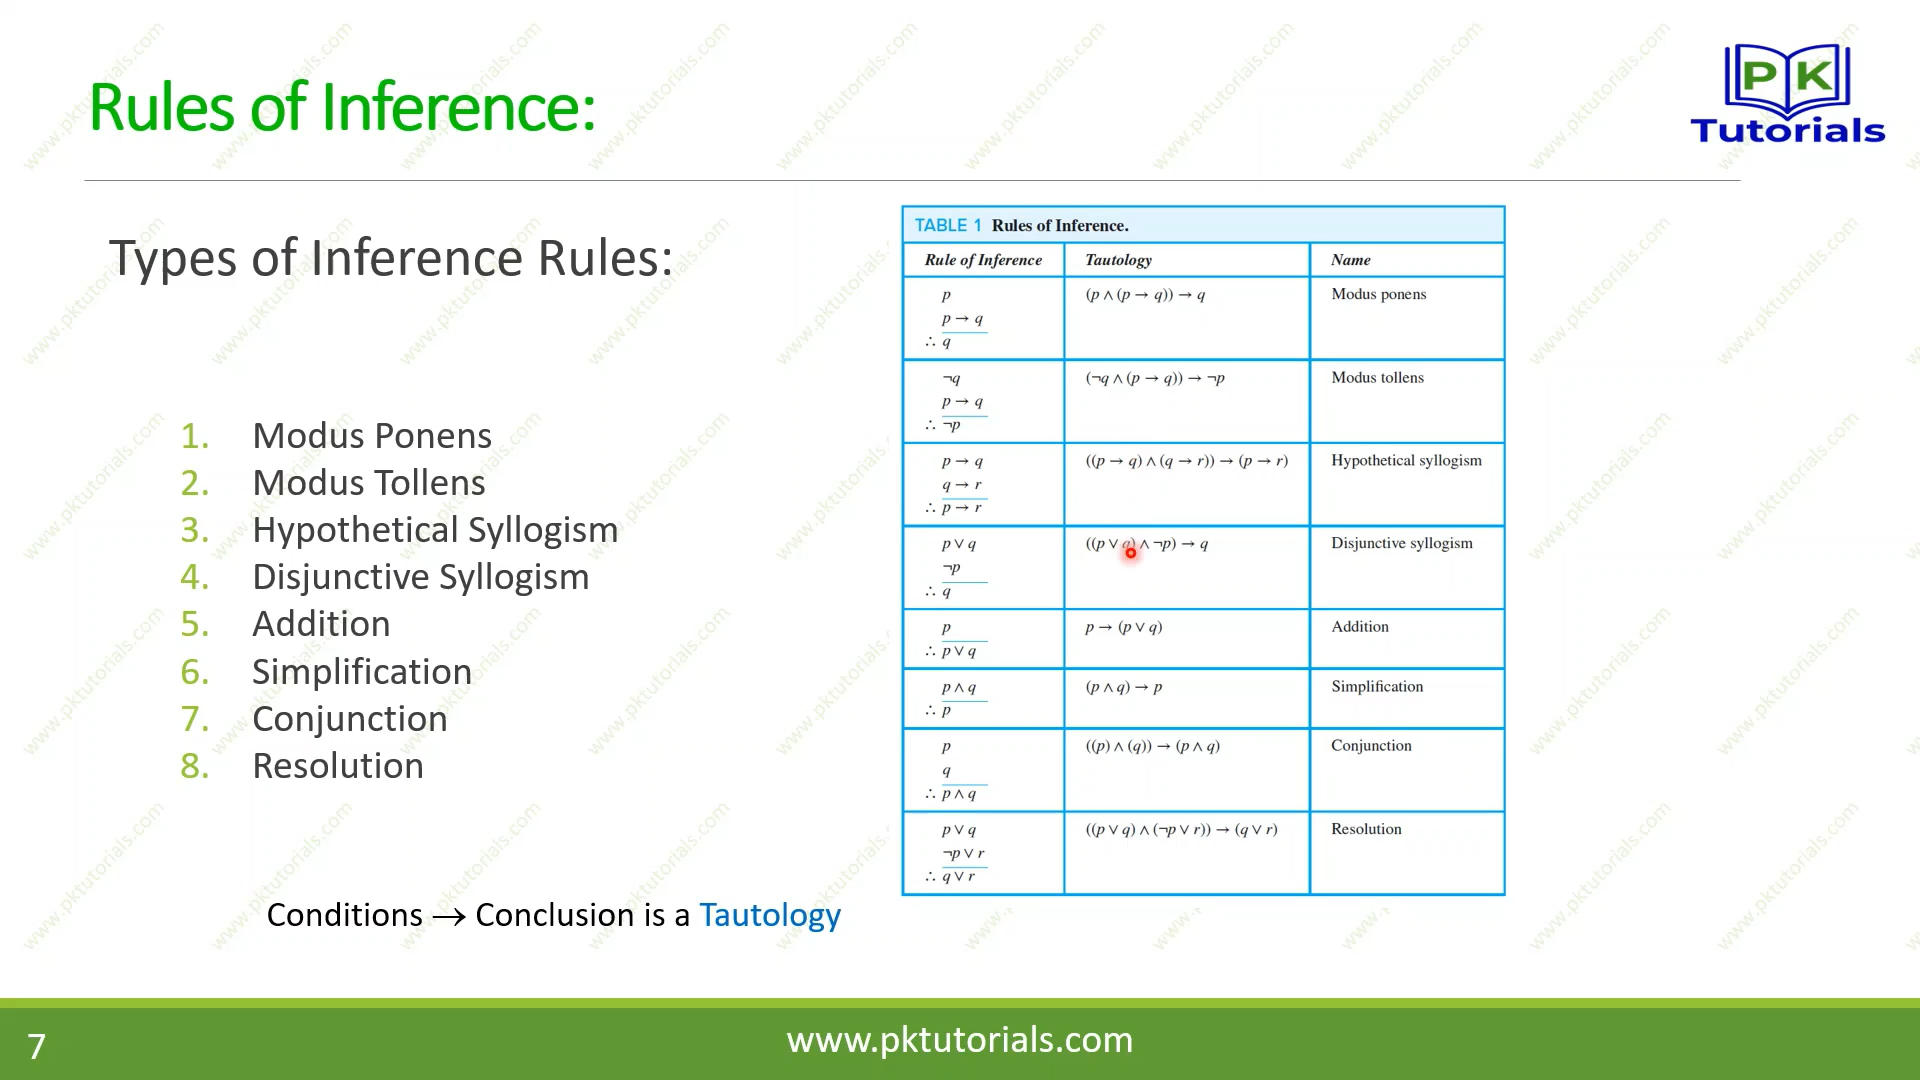 Rules of Inference:
PK
Tutorials
Types of Inference Rules:
1. Modus Ponens
2. Modus Tollens
3. Hypothetical Syllogism
4. Disjunctive Syllogism
5. Addition
6. Simplification
7. Conjunction
8. Resolution
Conditions → Conclusion is a Tautology
TABLE 1 Rules of Inference.
Rule of Inference Tautology Name
p (p ∧ (p → q)) → q Modus ponens
p → q
∴ q
¬q (¬q ∧ (p → q)) → ¬p Modus tollens
p → q
∴ ¬p
p → q ((p → q) ∧ (q → r)) → (p → r) Hypothetical syllogism
q → r
∴ p → r
p ∨ q ((p ∨ q) ∧ ¬p) → q Disjunctive syllogism
¬p
∴ q
p p → (p ∨ q) Addition
∴ p ∨ q
p ∧ q (p ∧ q) → p Simplification
∴ p
p ((p) ∧ (q)) → (p ∧ q) Conjunction
q
∴ p ∧ q
p ∨ q ((p ∨ q) ∧ (¬p ∨ r)) → (q ∨ r) Resolution
¬p ∨ r
∴ q ∨ r
7
www.pktutorials.com